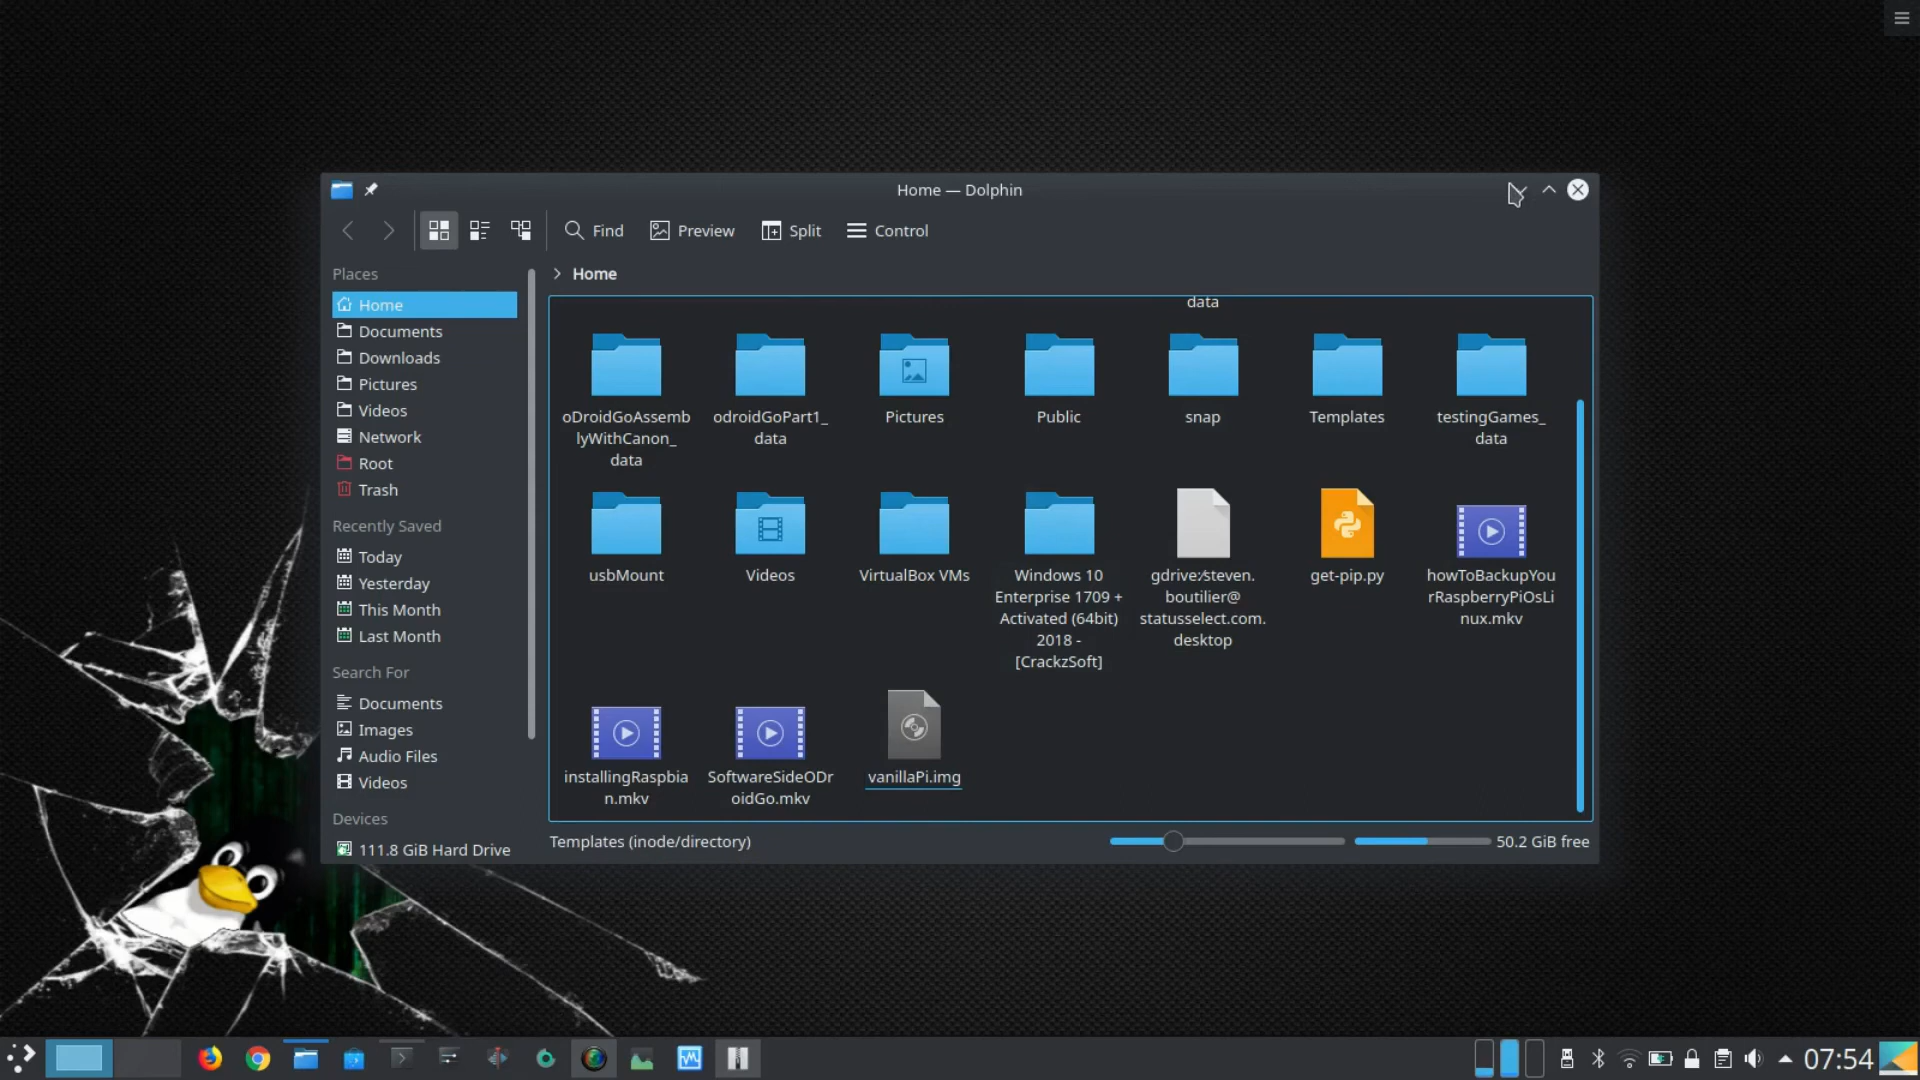 Home — Dolphin
Find
Preview
Split
Control
Places
Home
Documents
Downloads
Pictures
Videos
Network
Root
Trash
Recently Saved
Today
Yesterday
This Month
Last Month
Search For
Documents
Images
Audio Files
Videos
Devices
111.8 GiB Hard Drive
> Home
data
oDroidGoAssemb
lyWithCanon_
data
odroidGoPart1_
data
Pictures
Public
snap
Templates
testingGames_
data
usbMount
Videos
VirtualBox VMs
Windows 10
Enterprise 1709 +
Activated (64bit)
2018 -
[CrackzSoft]
gdrive⁄steven.
boutilier@
statusselect.com.
desktop
get-pip.py
howToBackupYou
rRaspberryPiOsLi
nux.mkv
installingRaspbia
n.mkv
SoftwareSideODr
oidGo.mkv
vanillaPi.img
Templates (inode/directory)
50.2 GiB free
07:54